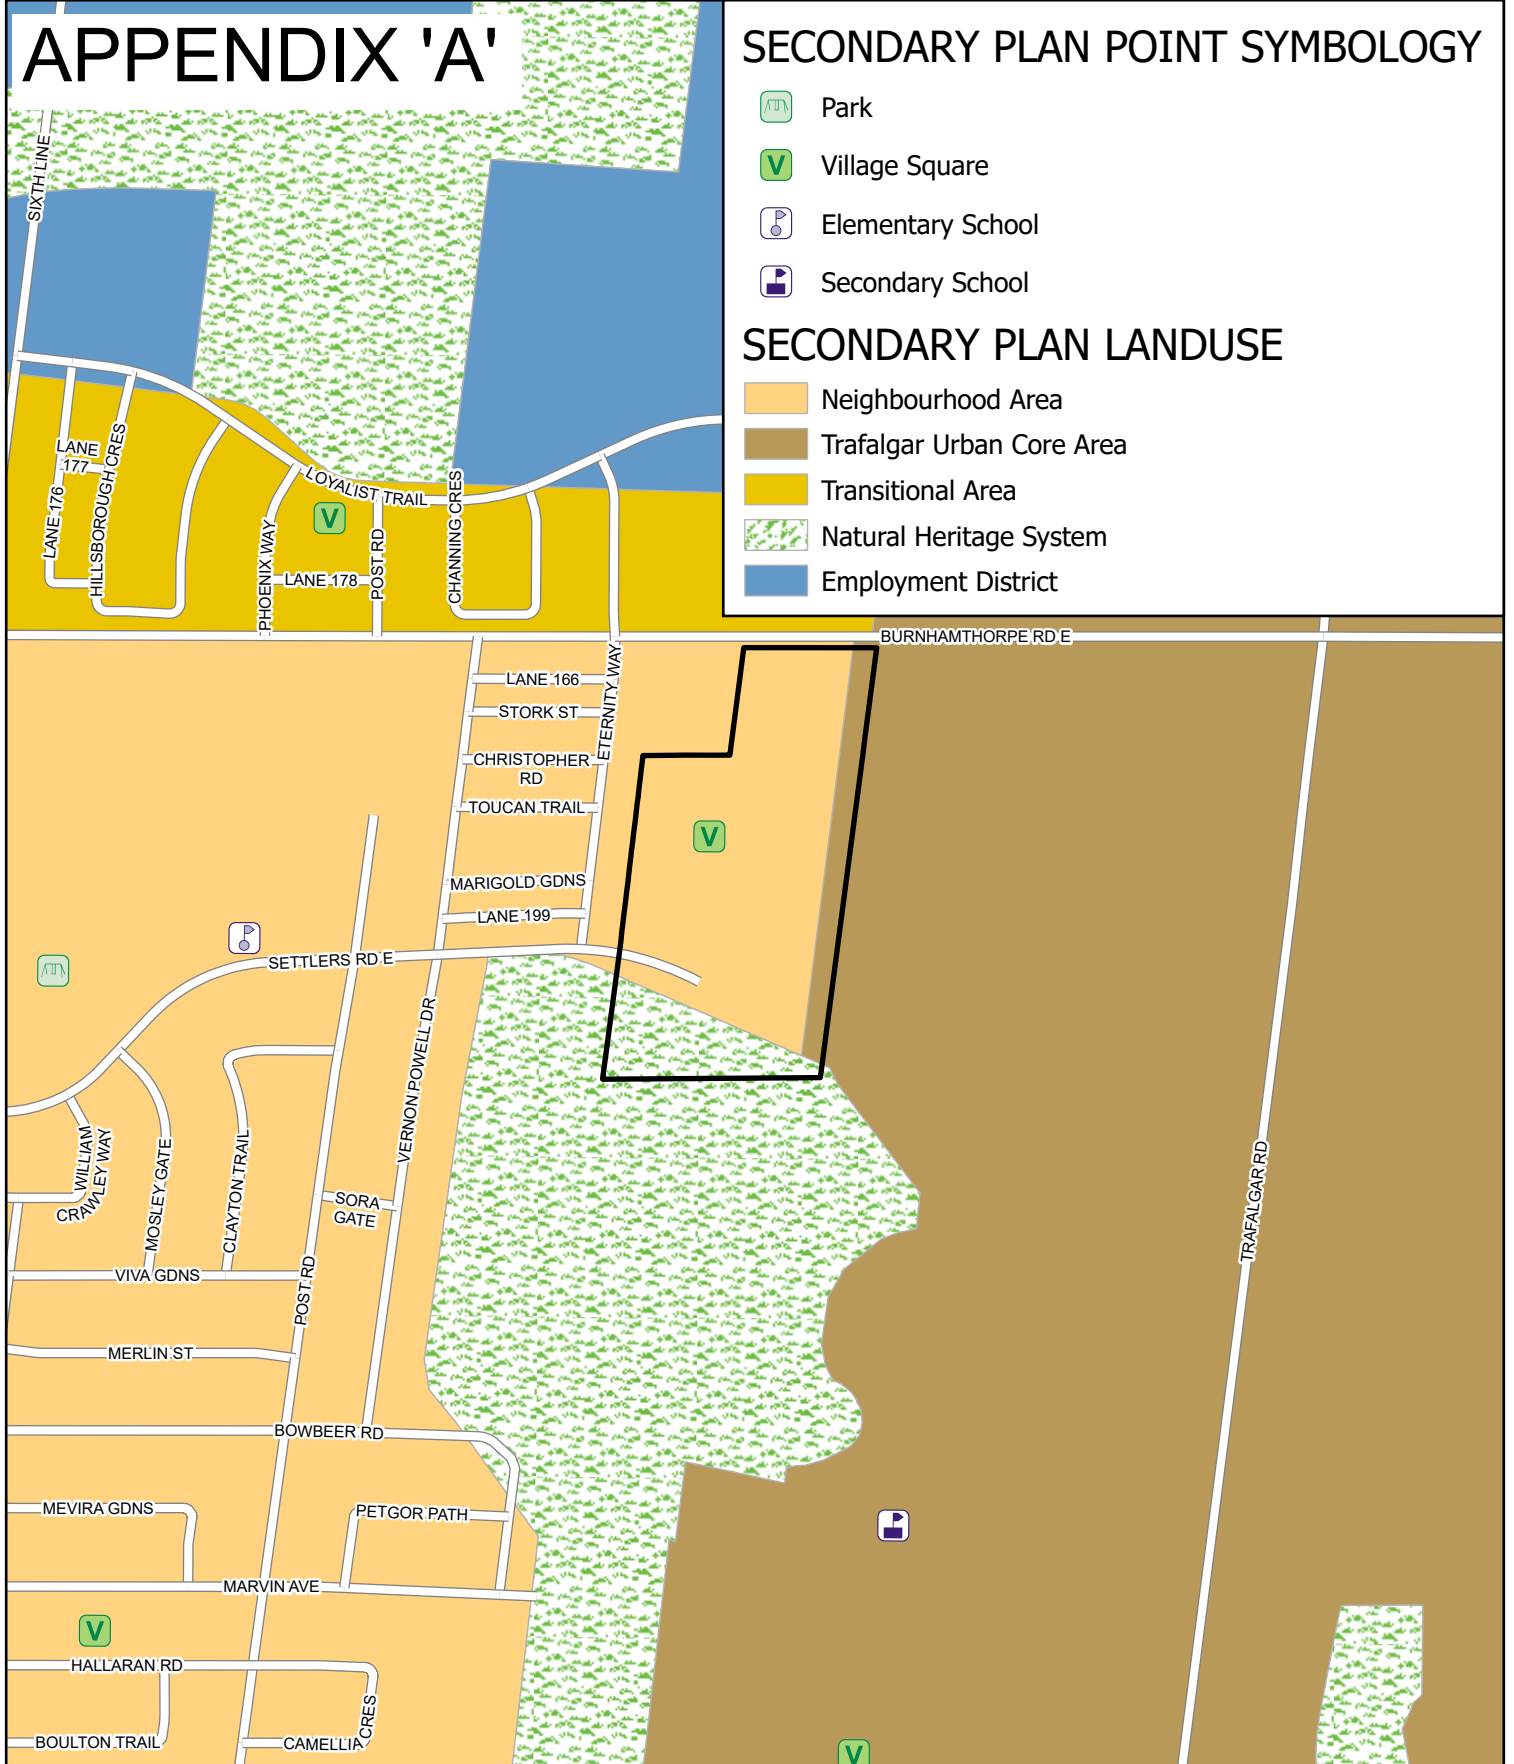 APPENDIX 'A'
SECONDARY PLAN POINT SYMBOLOGY
Park
V
Village Square
Elementary School
Secondary School
SECONDARY PLAN LANDUSE
Neighbourhood Area
Trafalgar Urban Core Area
Transitional Area
Natural Heritage System
Employment District
SIXTH LINE
LANE
177
LANE 176
HILLSBOROUGH CRES
LOYALIST TRAIL
V
PHOENIX WAY
LANE 178
POST RD
CHANNING CRES
BURNHAMTHORPE RD E
LANE 166
STORK ST
ETERNITY WAY
CHRISTOPHER
RD
TOUCAN TRAIL
V
MARIGOLD GDNS
LANE 199
SETTLERS RD E
VERNON POWELL DR
WILLIAM
CRAWLEY WAY
MOSLEY GATE
CLAYTON TRAIL
SORA
GATE
TRAFALGAR RD
VIVA GDNS
POST RD
MERLIN ST
BOWBEER RD
MEVIRA GDNS
PETGOR PATH
MARVIN AVE
V
HALLARAN RD
BOULTON TRAIL
CAMELLIA
CRES
V